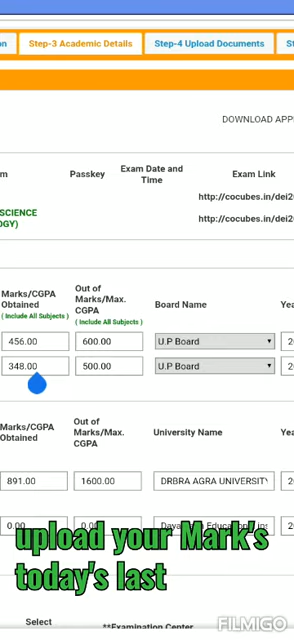 Step-3 Academic Details
Step-4 Upload Documents
DOWNLOAD
Passkey
Exam Date and
Time
Exam Link
http://cocubes.in/dei2
SCIENCE
http://cocubes.in/dei2
Marks/CGPA
Obtained
( Include All Subjects )
Out of
Marks/Max.
CGPA
( Include All Subjects )
Board Name
456.00
600.00
U.P Board
348.00
500.00
U.P Board
Marks/CGPA
Obtained
Out of
Marks/Max.
CGPA
University Name
891.00
1600.00
DRBRA AGRA UNIVERSITY
0.00
0.00
upload your Mark's
today's last
Select
**Examination Center
FILMIGO